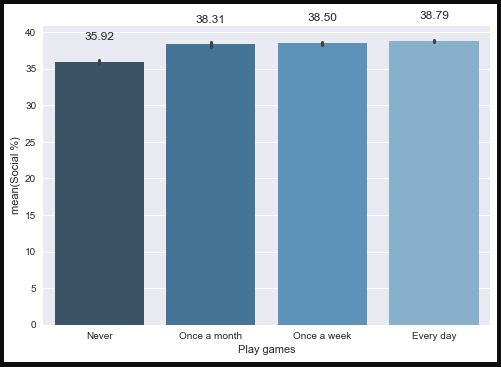 38.79
38.50
38.31
35.92
40
35
30
25
20
15
10
5
0
mean(Social %)
Never
Once a month
Once a week
Every day
Play games